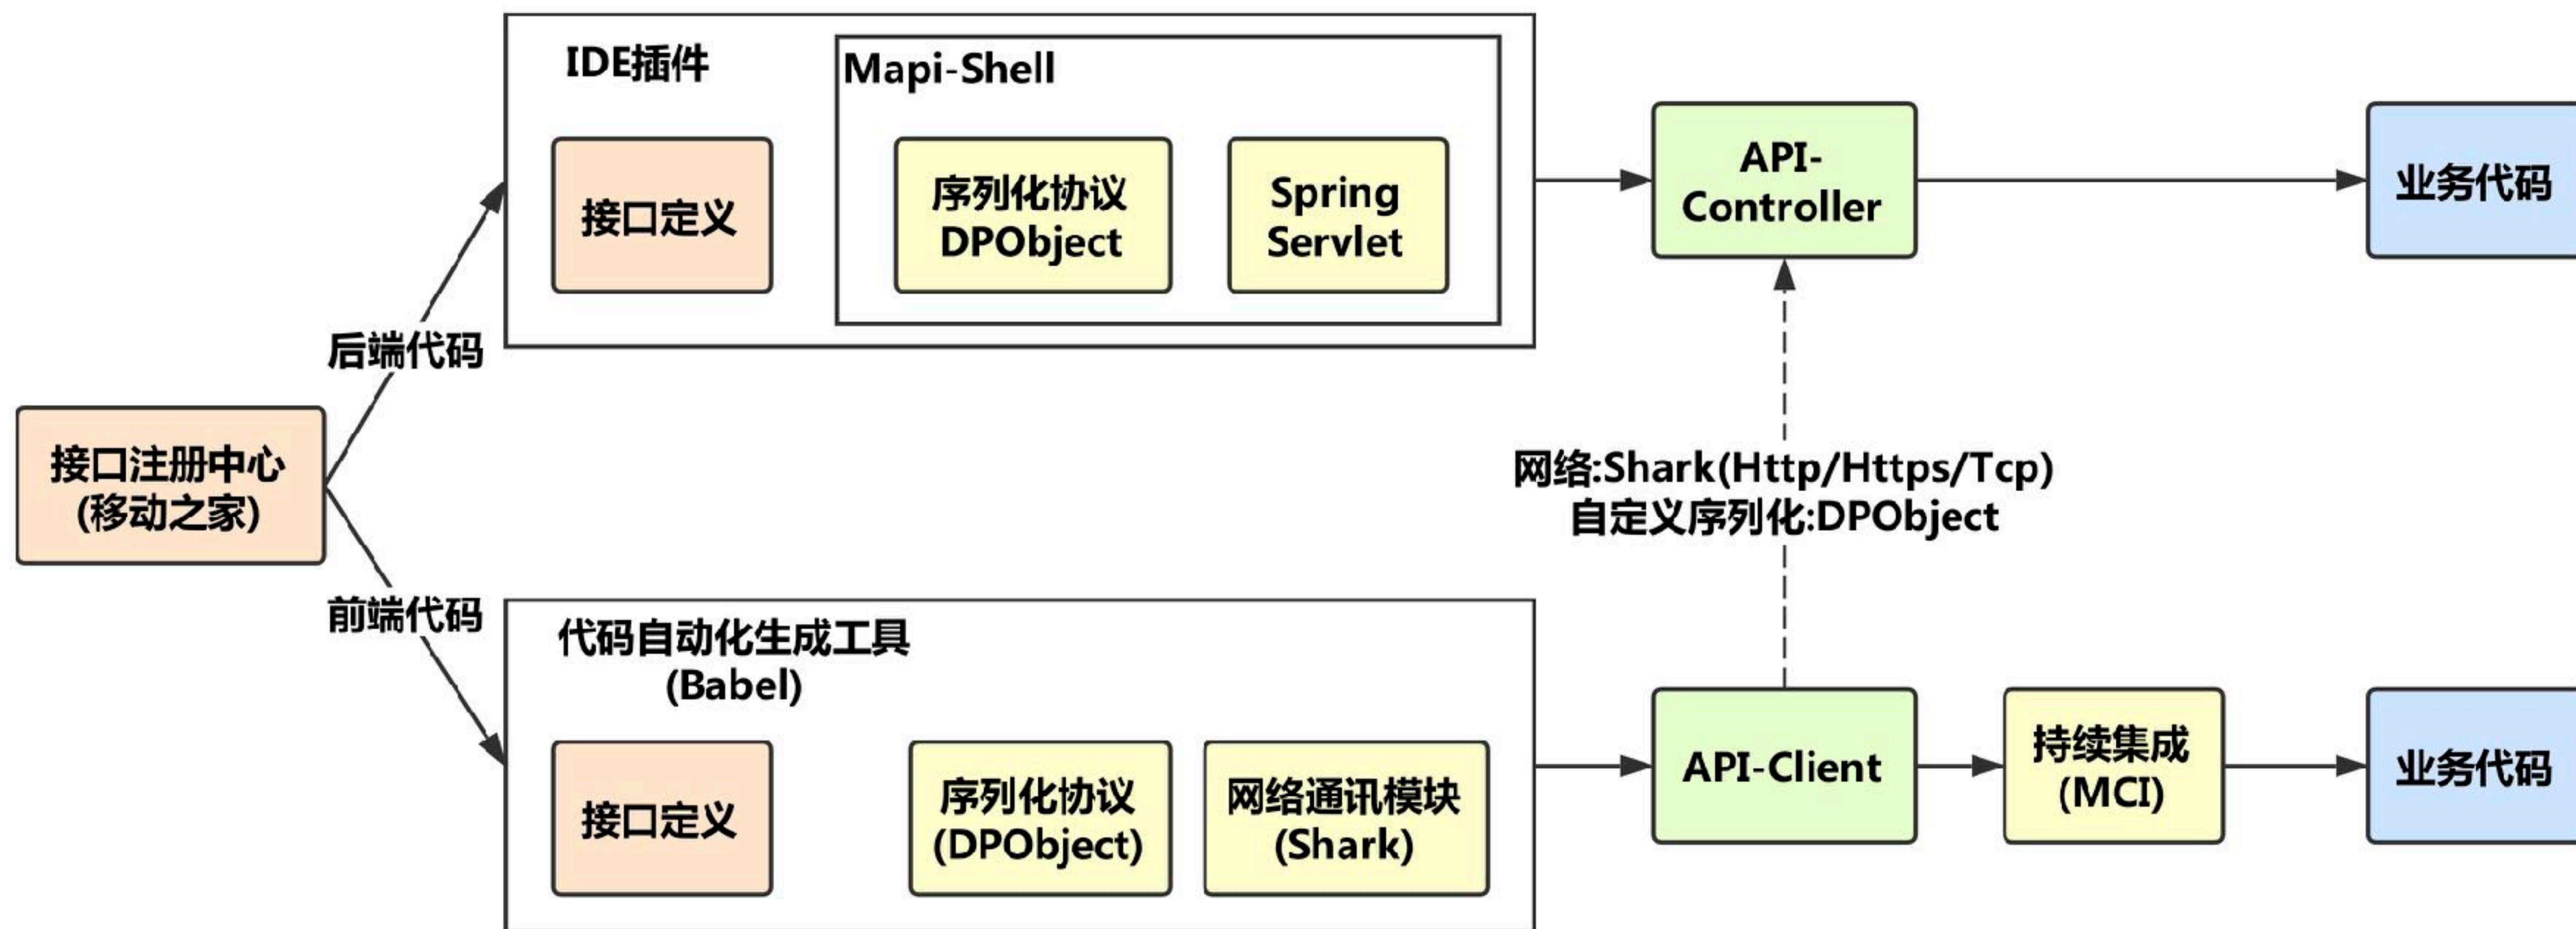 IDE插件
Mapi-Shell
接口定义
序列化协议
DPObject
Spring
Servlet
API-
Controller
业务代码
后端代码
接口注册中心
(移动之家)
网络:Shark(Http/Https/Tcp)
自定义序列化:DPObject
前端代码
代码自动化生成工具
(Babel)
接口定义
序列化协议
(DPObject)
网络通讯模块
(Shark)
API-Client
持续集成
(MCI)
业务代码